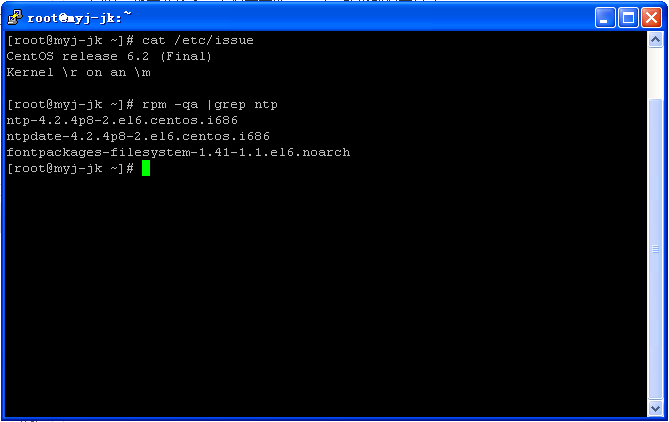 root@myj-jk:~
[root@myj-jk ~]# cat /etc/issue
CentOS release 6.2 (Final)
Kernel \r on an \m
[root@myj-jk ~]# rpm -qa |grep ntp
ntp-4.2.4p8-2.el6.centos.i686
ntpdate-4.2.4p8-2.el6.centos.i686
fontpackages-filesystem-1.41-1.1.el6.noarch
[root@myj-jk ~]#